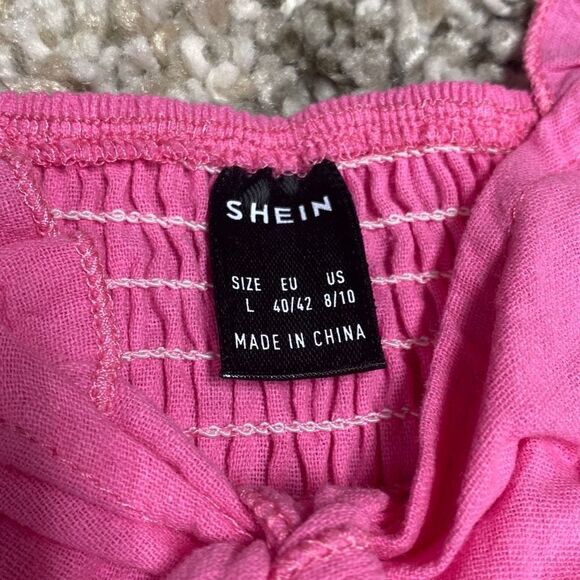 SHEIN
SIZE EU US
L 40/42 8/10
MADE IN CHINA